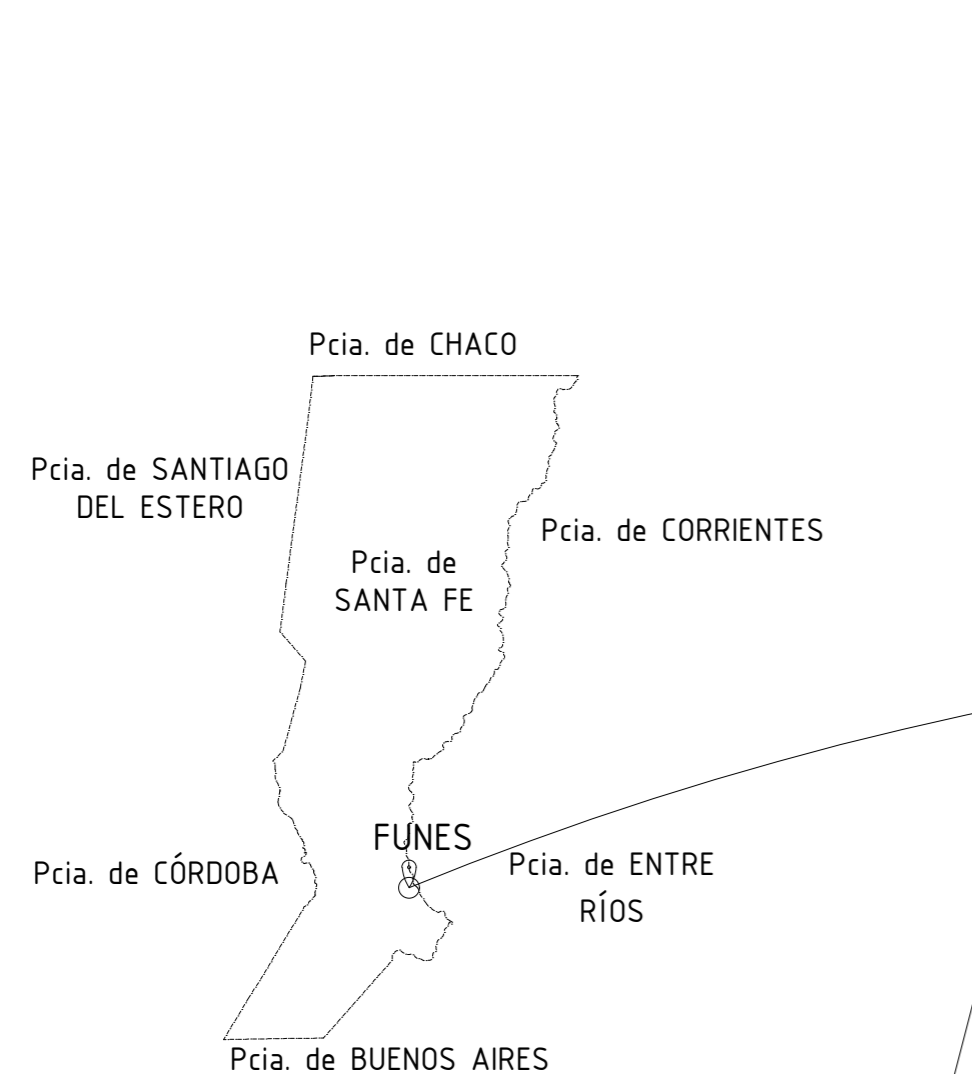 Pcia. de CHACO
Pcia. de SANTIAGO
DEL ESTERO
Pcia. de CORRIENTES
Pcia. de
SANTA FE
FUNES
Pcia. de CÓRDOBA
Pcia. de ENTRE
RÍOS
Pcia. de BUENOS AIRES